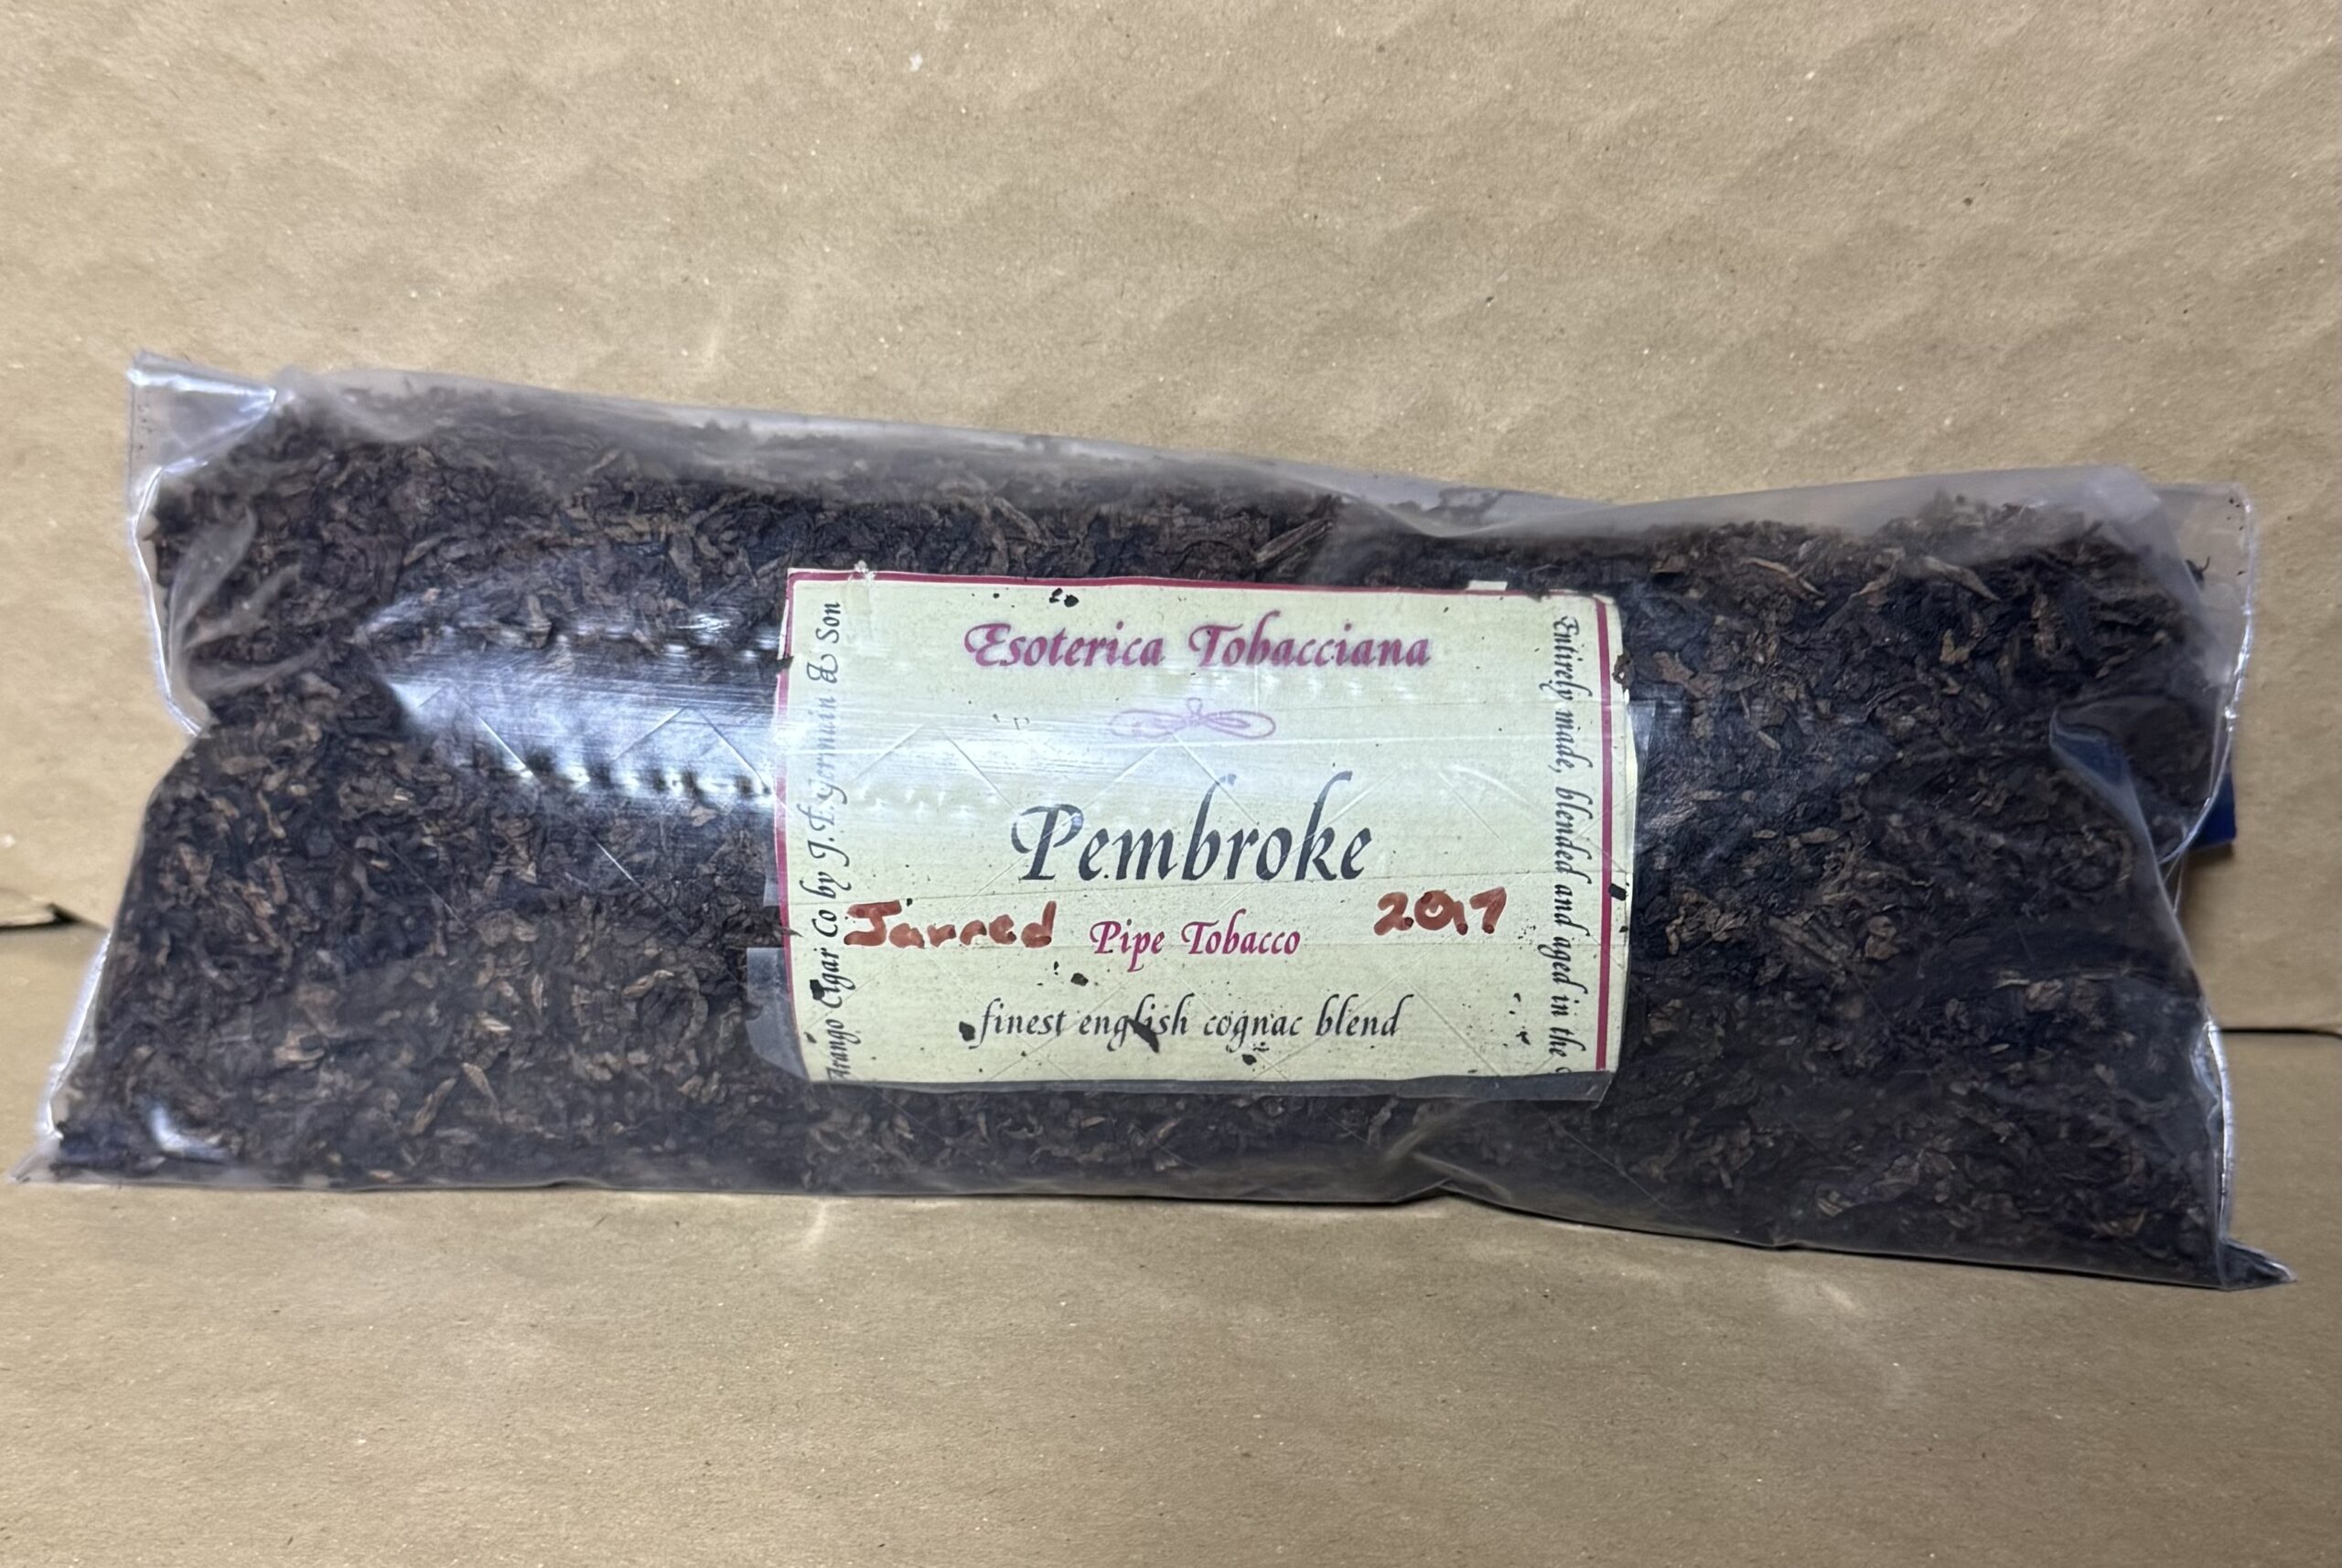 Esoterica Tobacciana
Pembroke
Jarred
Pipe Tobacco
2017
finest english cognac blend
Arango Cigar Co by J.F.Germain & Son
Entirely made, blended and aged in the